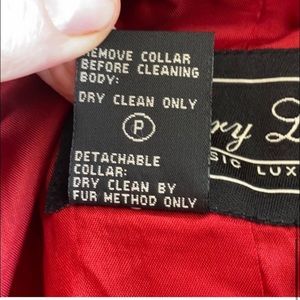 REMOVE COLLAR
BEFORE CLEANING
BODY:
DRY CLEAN ONLY
P
DETACHABLE
COLLAR:
DRY CLEAN BY
FUR METHOD ONLY